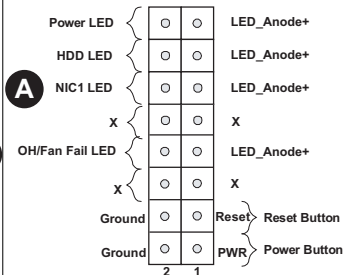 Power LED LED_Anode+
HDD LED LED_Anode+
A NIC1 LED LED_Anode+
X X
OH/Fan Fail LED LED_Anode+
X X
Ground Reset Reset Button
Ground PWR Power Button
2 1